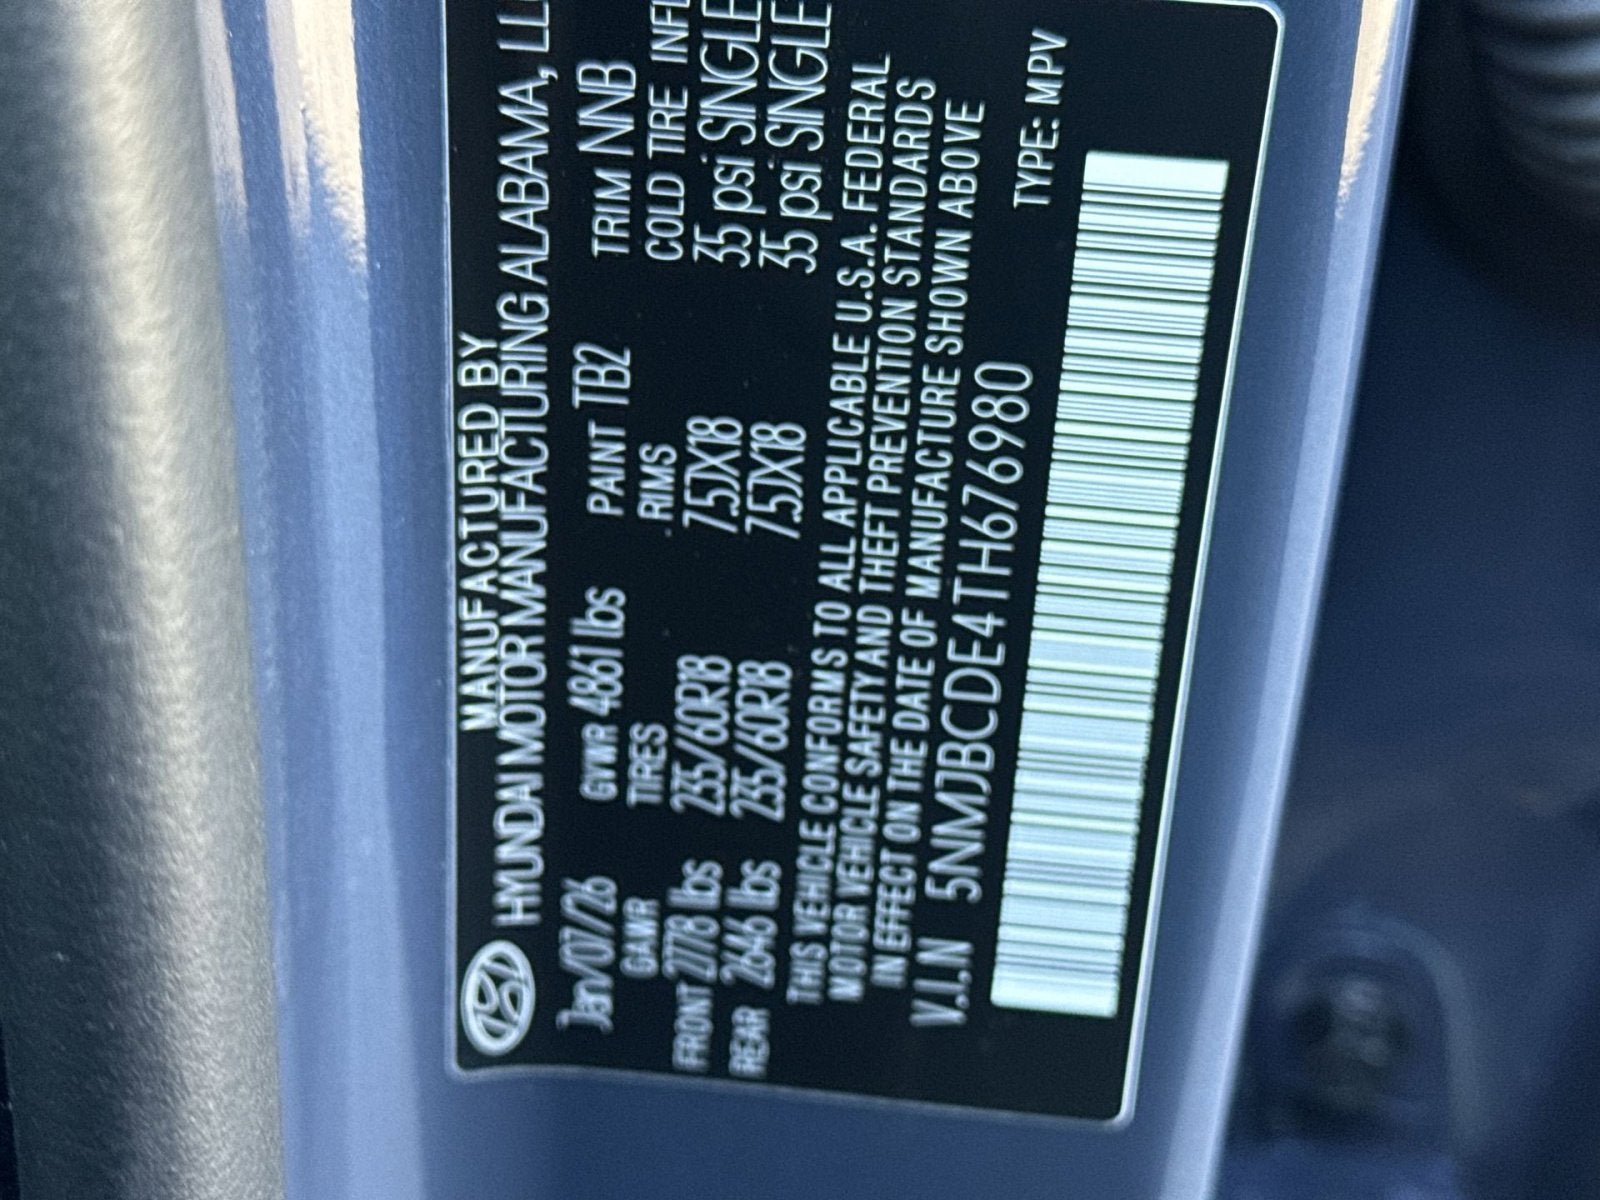 MANUFACTURED BY
HYUNDAI MOTOR MANUFACTURING ALABAMA,
Jan/07/26 GVWR 4861 lbs PAINT TB2 TRIM NNB
GAWR TIRES RIMS COLD TIRE
FRONT 2778 lbs 235/60R18 7.5JX18 35 psi SINGLE
REAR 2646 lbs 235/60R18 7.5JX18 35 psi SINGLE
THIS VEHICLE CONFORMS TO ALL APPLICABLE U.S.A. FEDERAL
MOTOR VEHICLE SAFETY AND THEFT PREVENTION STANDARDS
IN EFFECT ON THE DATE OF MANUFACTURE SHOWN ABOVE
V.I.N 5NMJBCDE4TH676980 TYPE: MPV